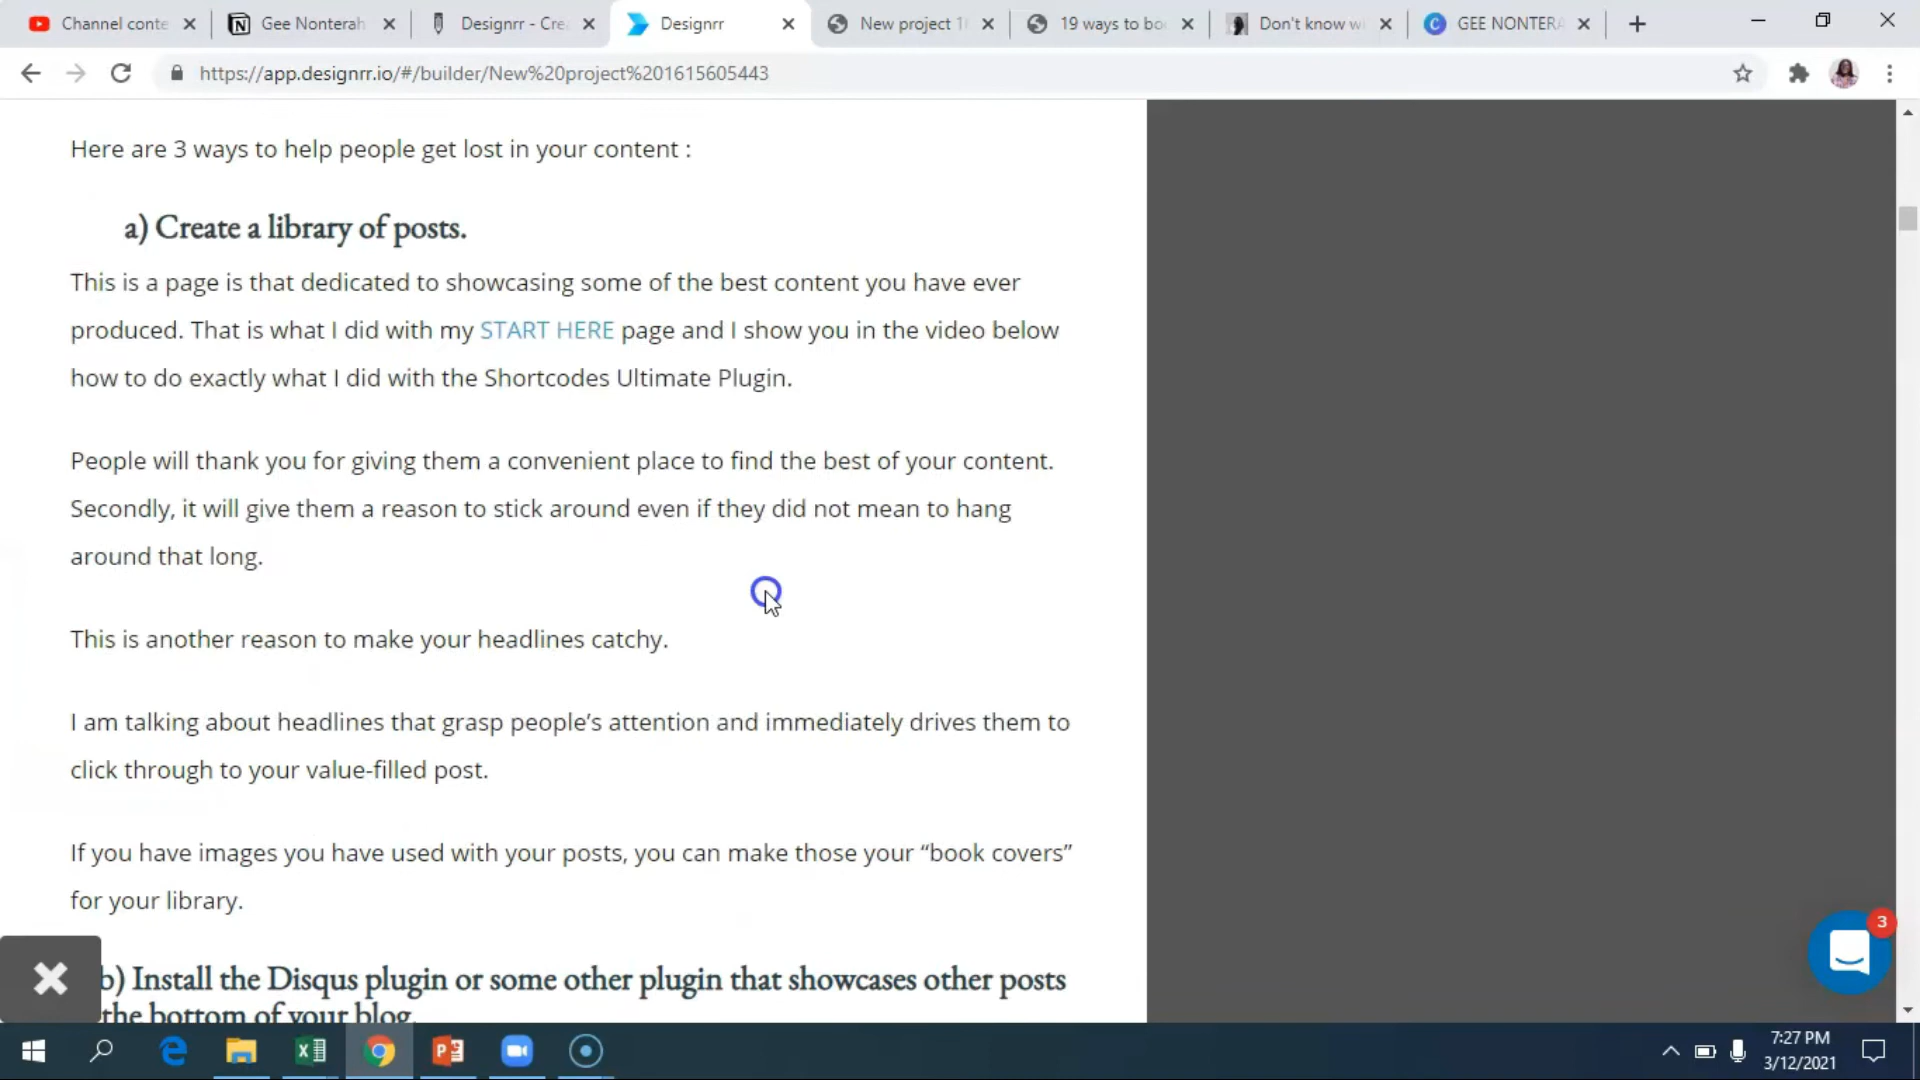 Channel conte
Gee Nonterah
Designrr - Cre
Designrr
New project 1
19 ways to bo
Don't know w
GEE NONTERA
https://app.designrr.io/#/builder/New%20project%201615605443
Here are 3 ways to help people get lost in your content :
a) Create a library of posts.
This is a page is that dedicated to showcasing some of the best content you have ever
produced. That is what I did with my START HERE page and I show you in the video below
how to do exactly what I did with the Shortcodes Ultimate Plugin.
People will thank you for giving them a convenient place to find the best of your content.
Secondly, it will give them a reason to stick around even if they did not mean to hang
around that long.
This is another reason to make your headlines catchy.
I am talking about headlines that grasp people’s attention and immediately drives them to
click through to your value-filled post.
If you have images you have used with your posts, you can make those your “book covers”
for your library.
b) Install the Disqus plugin or some other plugin that showcases other posts
the bottom of your blog.
3
7:27 PM
3/12/2021